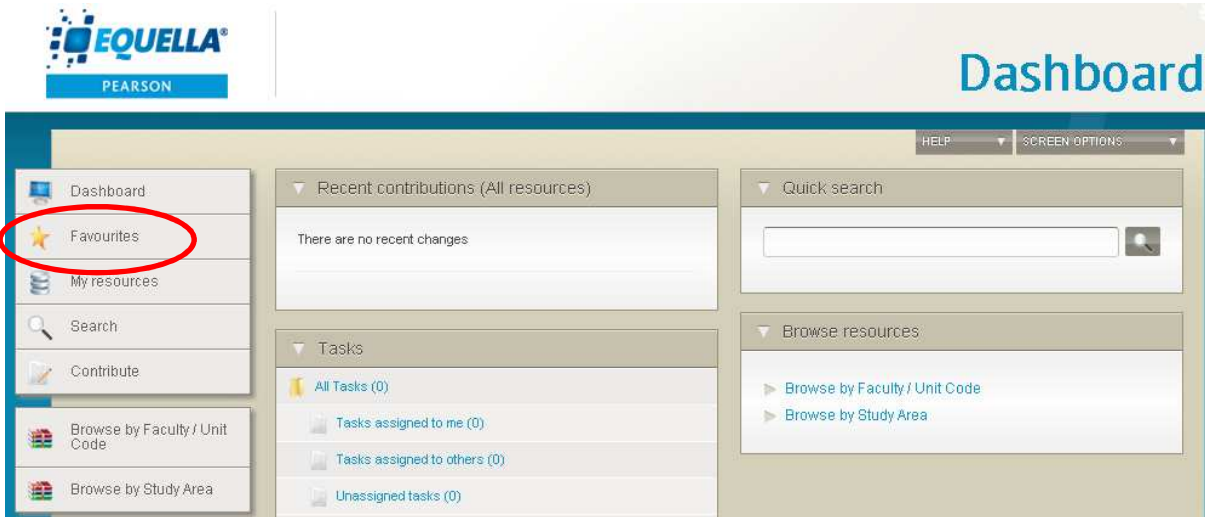 EQUELLA®
PEARSON
Dashboard
HELP
SCREEN OPTIONS
Dashboard
Favourites
My resources
Search
Contribute
Browse by Faculty / Unit
Code
Browse by Study Area
Recent contributions (All resources)
There are no recent changes
Tasks
All Tasks (0)
Tasks assigned to me (0)
Tasks assigned to others (0)
Unassigned tasks (0)
Quick search
Browse resources
Browse by Faculty / Unit Code
Browse by Study Area